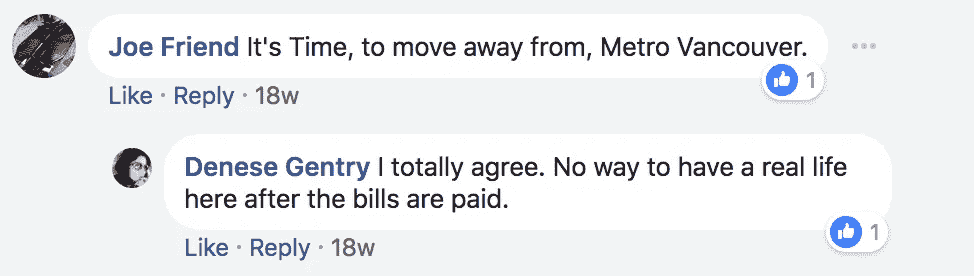 Joe Friend It's Time, to move away from, Metro Vancouver.
1
Like · Reply · 18w
Denese Gentry I totally agree. No way to have a real life
here after the bills are paid.
1
Like · Reply · 18w